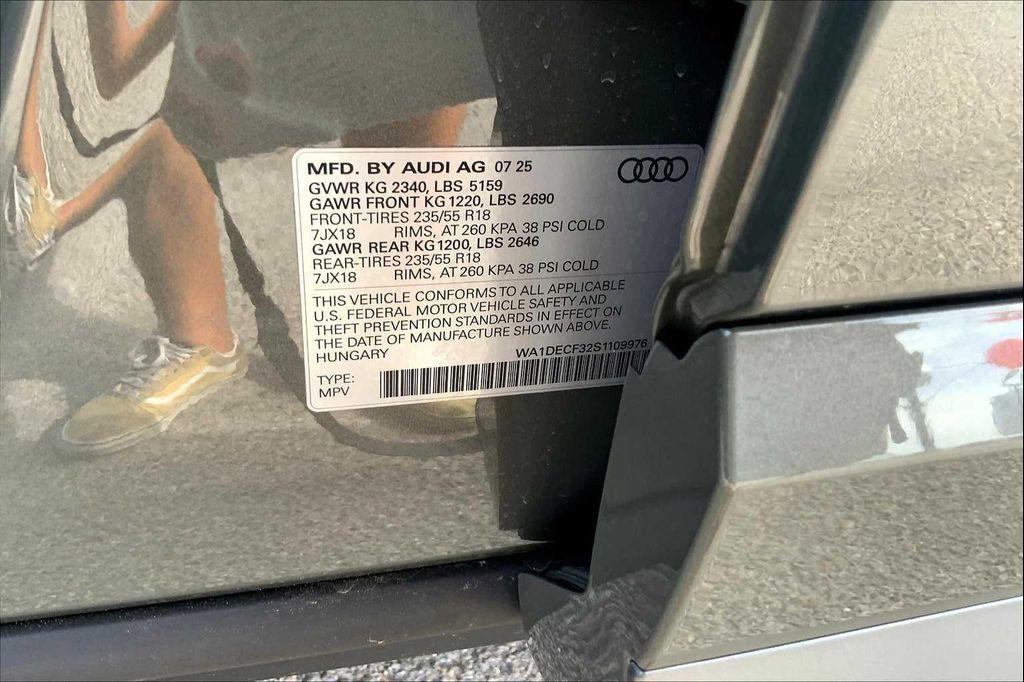 MFD. BY AUDI AG 07 25
GVWR KG 2340, LBS 5159
GAWR FRONT KG 1220, LBS 2690
FRONT-TIRES 235/55 R18
7JX18 RIMS, AT 260 KPA 38 PSI COLD
GAWR REAR KG 1200, LBS 2646
REAR-TIRES 235/55 R18
7JX18 RIMS, AT 260 KPA 38 PSI COLD
THIS VEHICLE CONFORMS TO ALL APPLICABLE
U.S. FEDERAL MOTOR VEHICLE SAFETY AND
THEFT PREVENTION STANDARDS IN EFFECT ON
THE DATE OF MANUFACTURE SHOWN ABOVE.
HUNGARY WA1DECF32S1109976
TYPE:
MPV